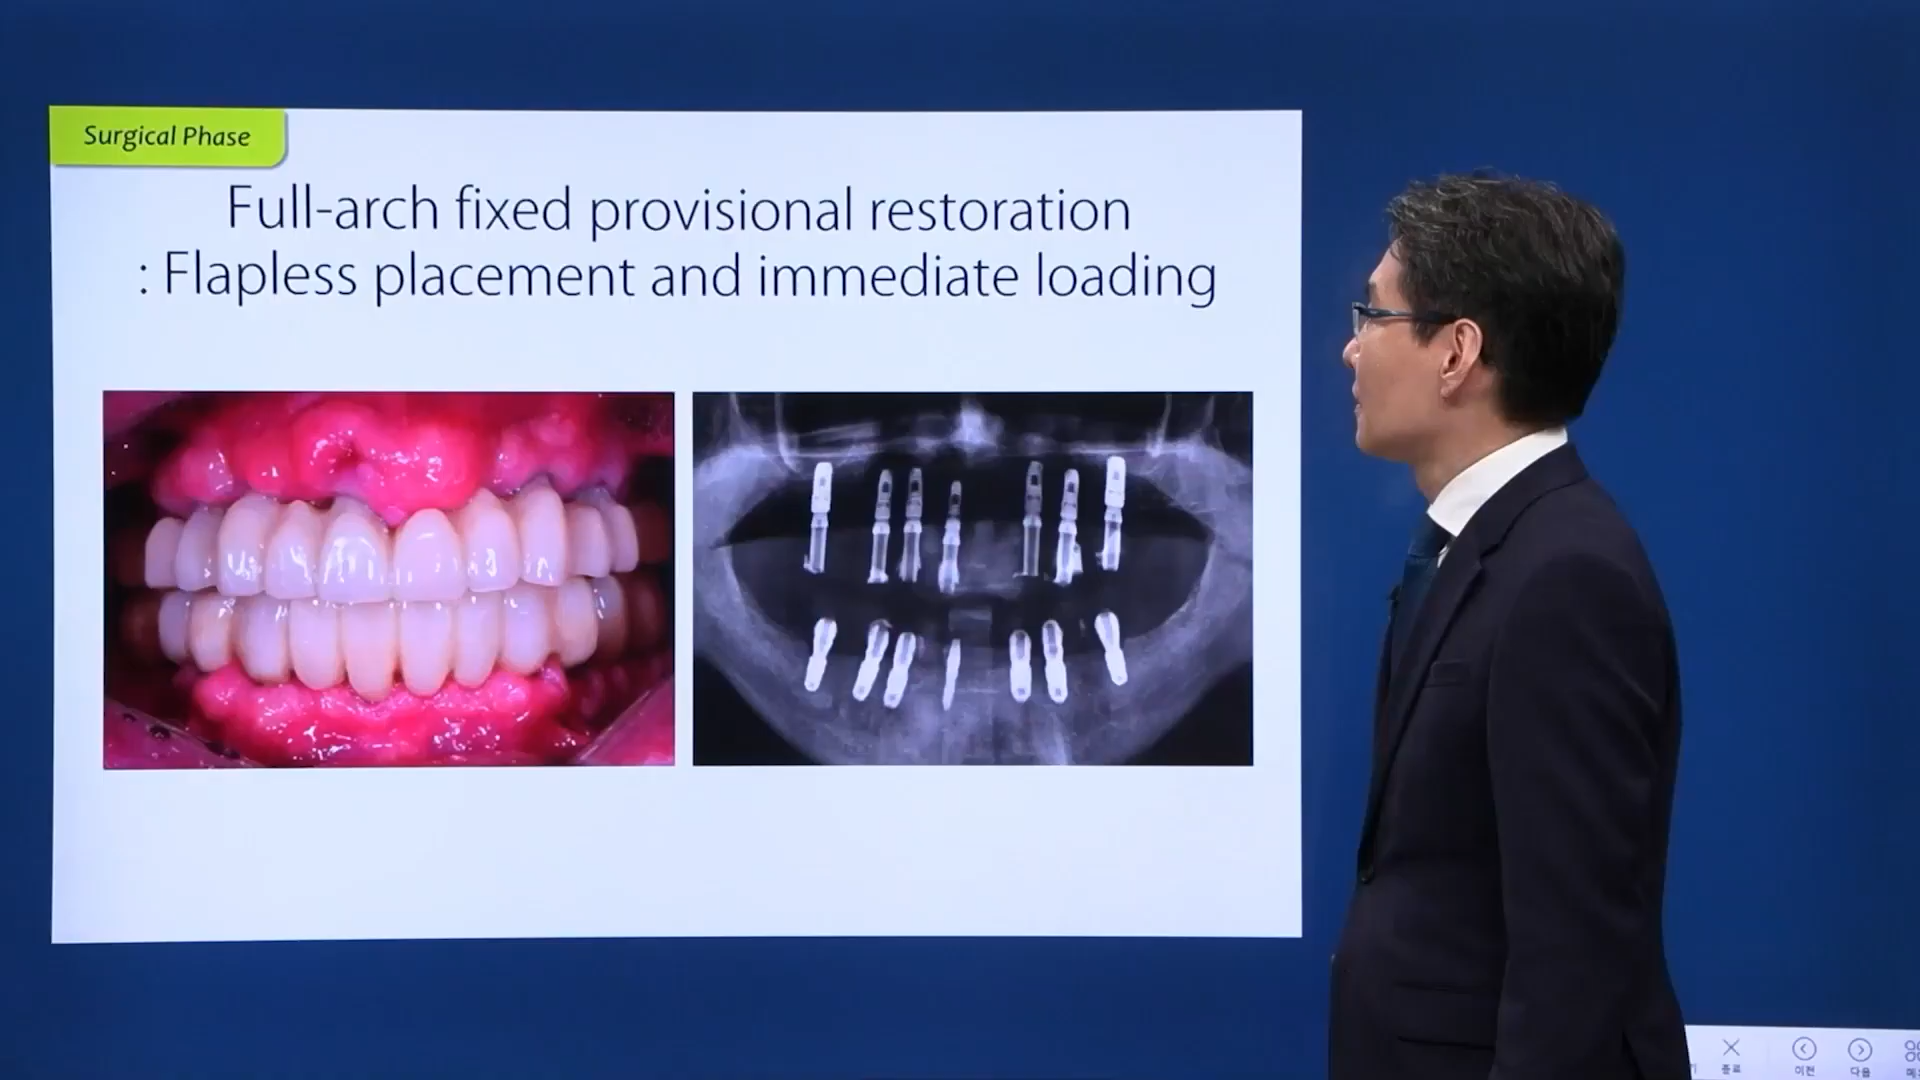 Surgical Phase
Full-arch fixed provisional restoration
: Flapless placement and immediate loading
종료
이전
다음